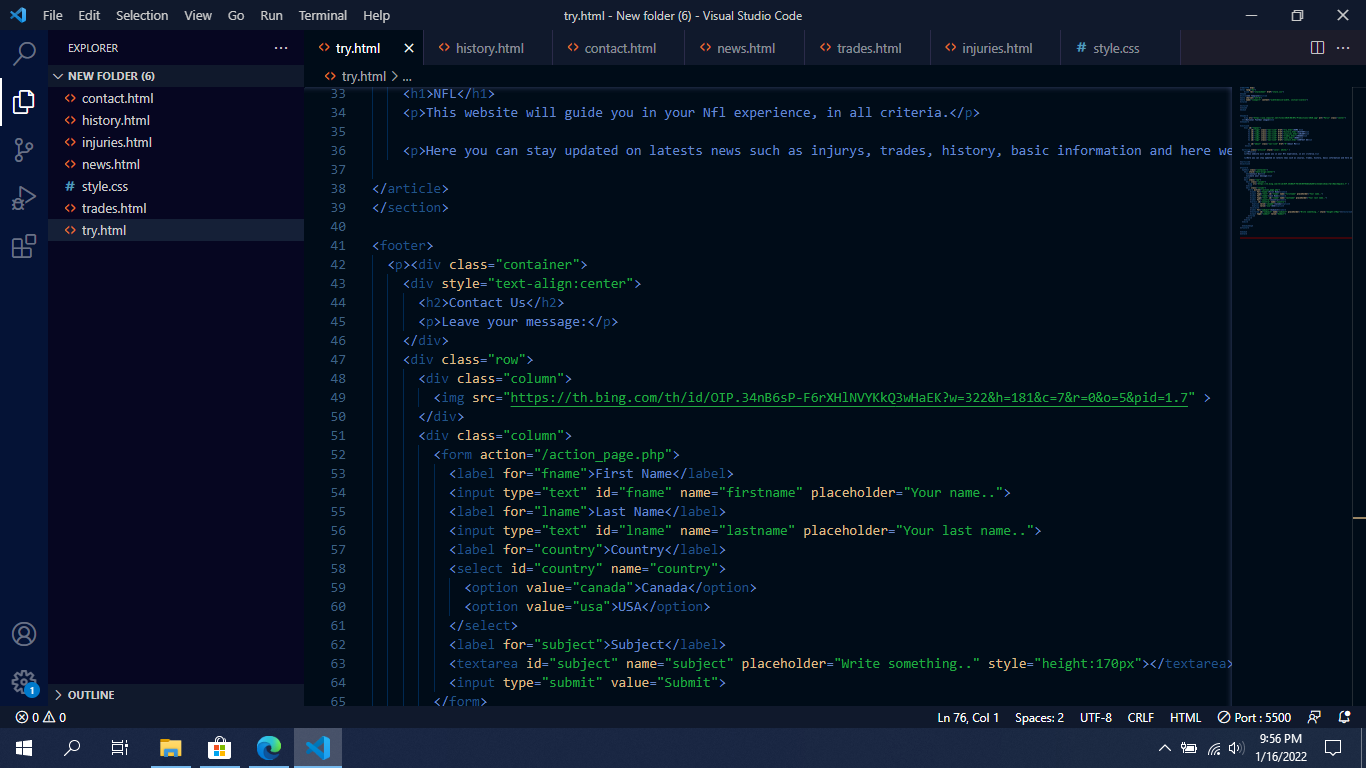 File Edit Selection View Go Run Terminal Help try.html - New folder (6) - Visual Studio Code
EXPLORER ···
try.html history.html contact.html news.html trades.html injuries.html # style.css ···
NEW FOLDER (6)
contact.html
history.html
injuries.html
news.html
# style.css
trades.html
try.html
try.html > ...
33 <h1>NFL</h1>
34 <p>This website will guide you in your Nfl experience, in all criteria.</p>
35
36 <p>Here you can stay updated on latests news such as injurys, trades, history, basic information and here we
37
38 </article>
39 </section>
40
41 <footer>
42 <p><div class="container">
43 <div style="text-align:center">
44 <h2>Contact Us</h2>
45 <p>Leave your message:</p>
46 </div>
47 <div class="row">
48 <div class="column">
49 <img src="https://th.bing.com/th/id/OIP.34nB6sP-F6rXHlNVYKkQ3wHaEK?w=322&h=181&c=7&r=0&o=5&pid=1.7" >
50 </div>
51 <div class="column">
52 <form action="/action_page.php">
53 <label for="fname">First Name</label>
54 <input type="text" id="fname" name="firstname" placeholder="Your name..">
55 <label for="lname">Last Name</label>
56 <input type="text" id="lname" name="lastname" placeholder="Your last name..">
57 <label for="country">Country</label>
58 <select id="country" name="country">
59 <option value="canada">Canada</option>
60 <option value="usa">USA</option>
61 </select>
62 <label for="subject">Subject</label>
63 <textarea id="subject" name="subject" placeholder="Write something.." style="height:170px"></textarea>
64 <input type="submit" value="Submit">
65 </form>
1
OUTLINE
0 0 Ln 76, Col 1 Spaces: 2 UTF-8 CRLF HTML Port : 5500
9:56 PM
1/16/2022